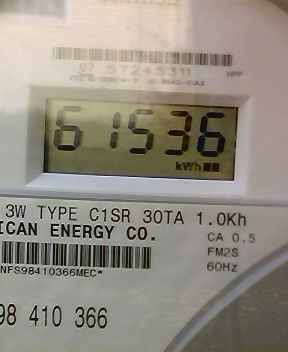 07 57245311
HPP
61536
kWh
3W TYPE C1SR 30TA 1.0Kh
ICAN ENERGY CO.
CA 0.5
FM2S
60Hz
NFS98410366MEC*
98 410 366